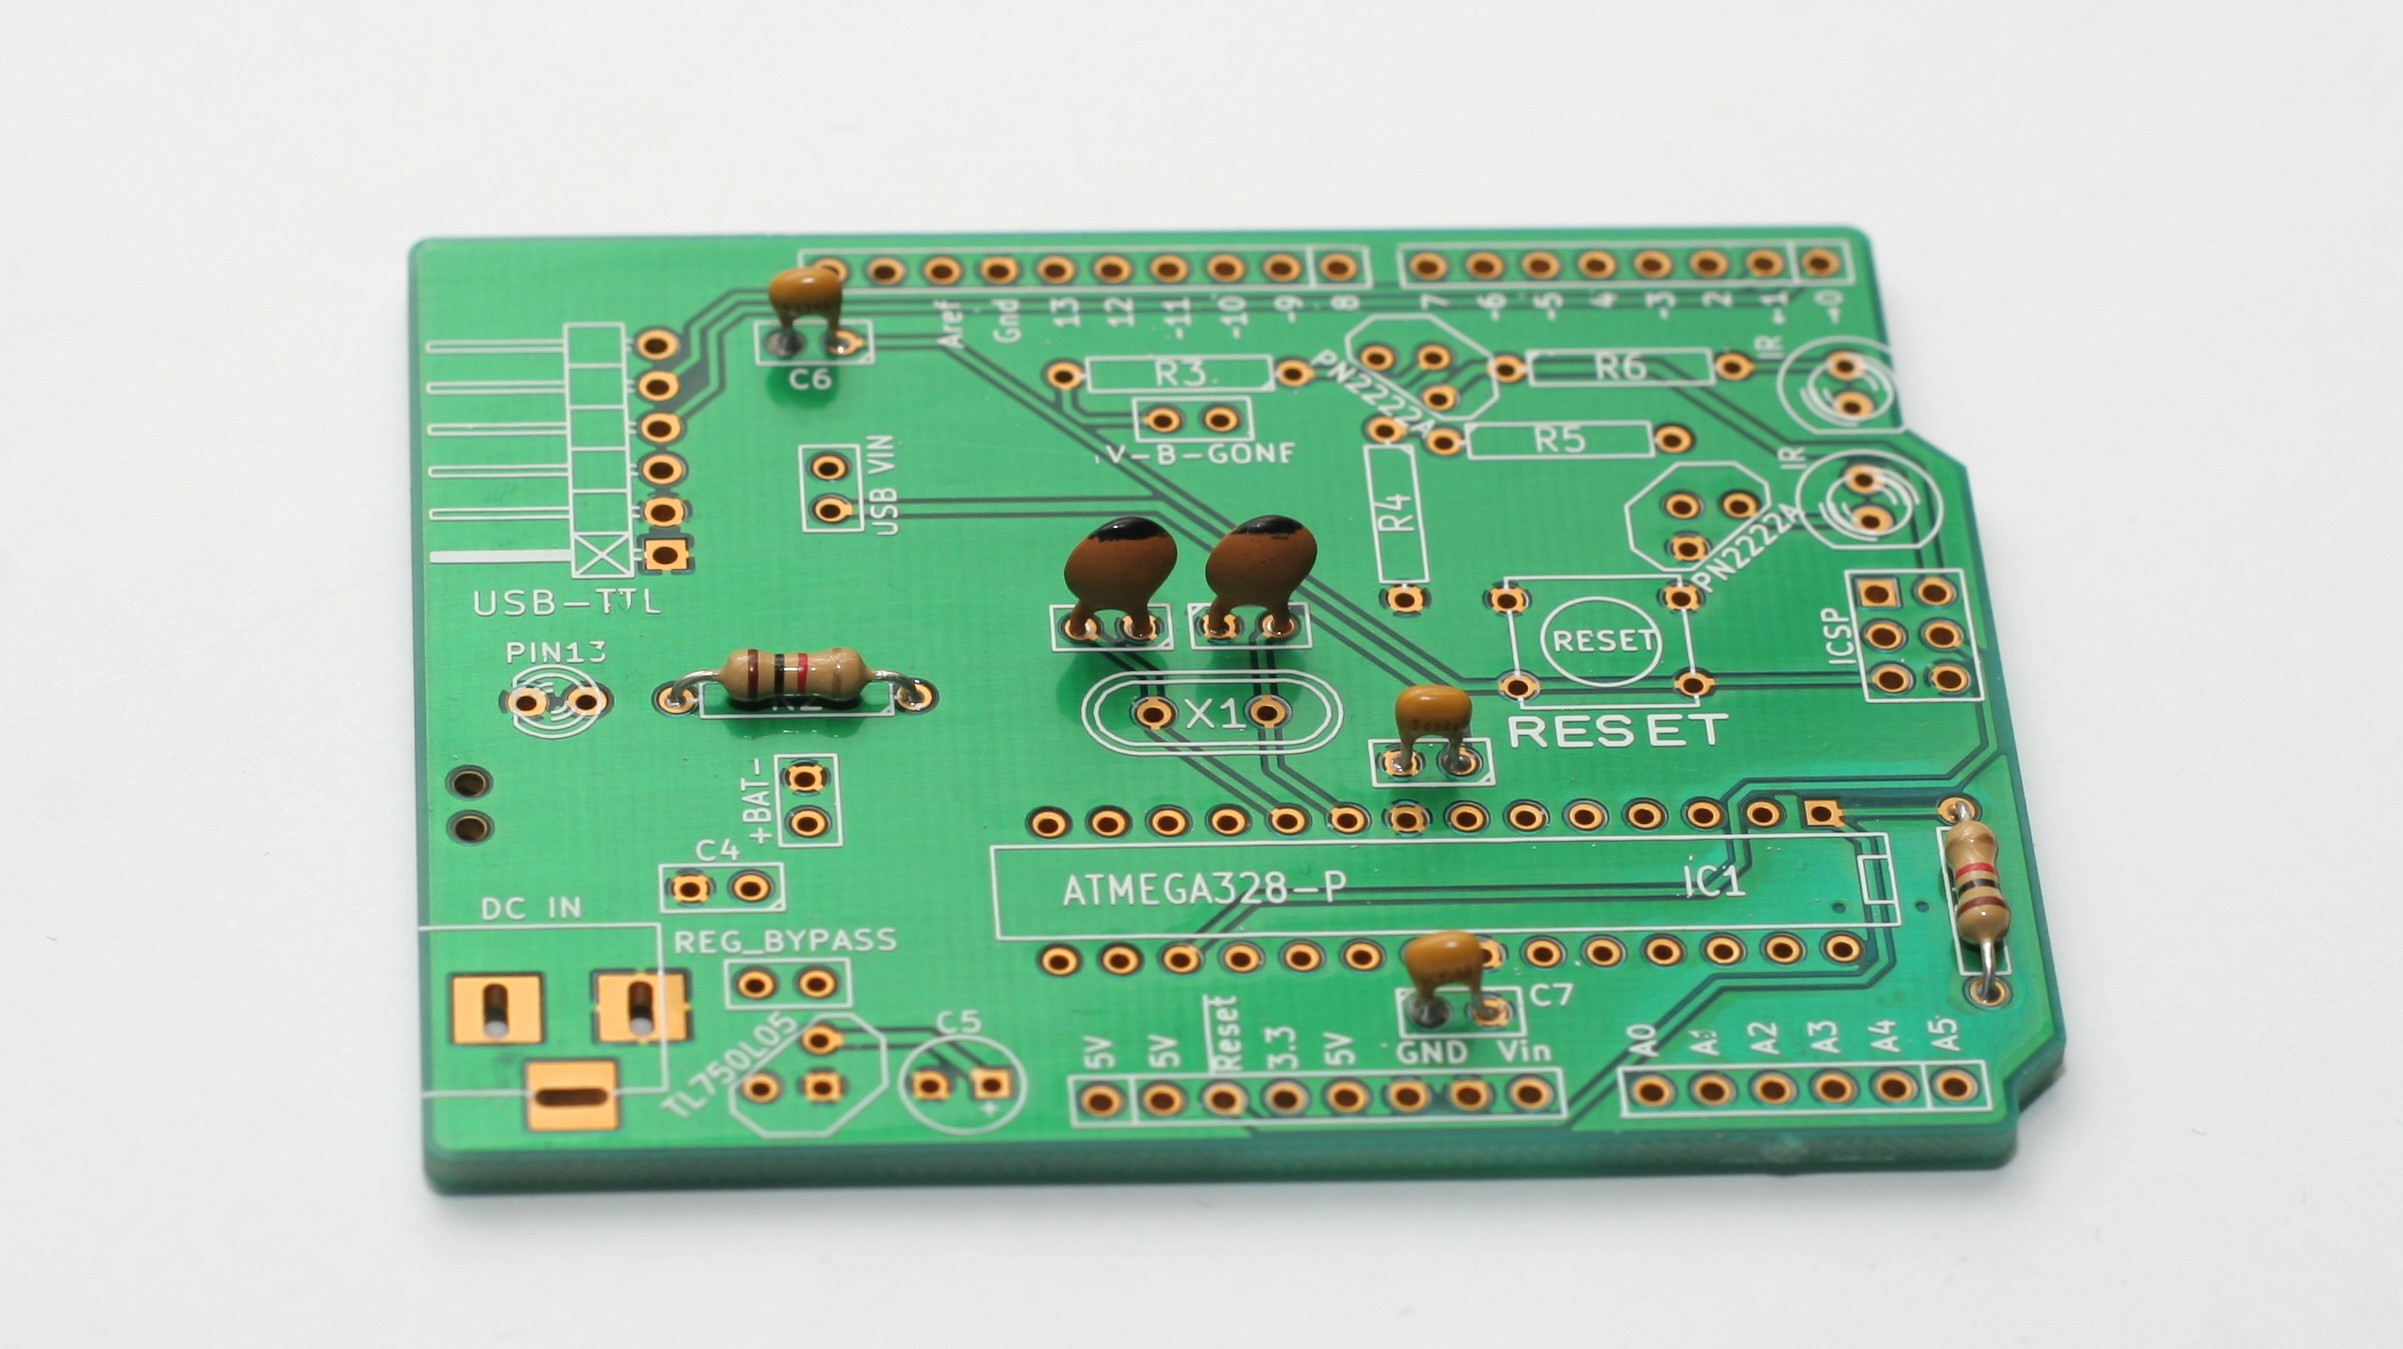 Aref
Gnd
13
12
-11
-10
-9
8
7
-6
-5
4
-3
2
C6
R3
PN2222A
R6
IR
USB VIN
V-B-GONE
R4
R5
IR
PN2222A
USB-TTL
PIN13
R2
X1
RESET
RESET
ICSP
+BAT-
C4
ATMEGA328-P
IC1
DC IN
REG_BYPASS
TL750L05
C5
+
C7
5V
5V
Reset
3.3
5V
GND
Vin
A0
A1
A2
A3
A4
A5